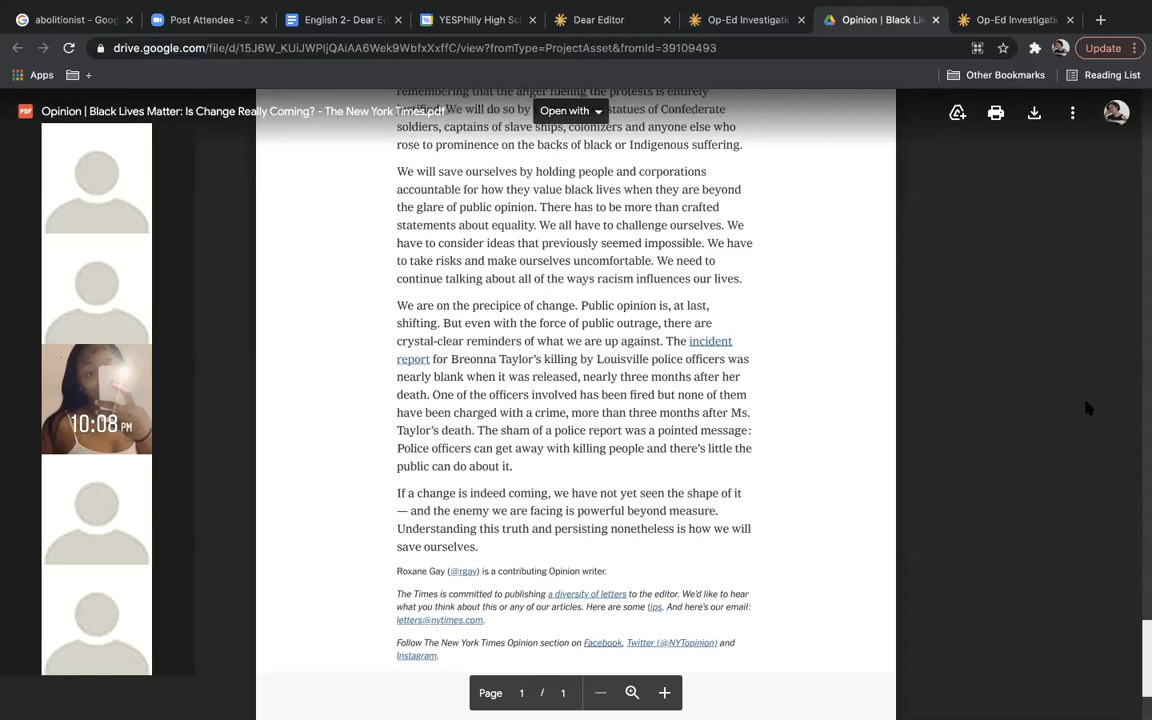 abolitionist - Goog
Post Attendee - Z
English 2- Dear E
YESPhilly High Sc
Dear Editor
Op-Ed Investigati
Opinion | Black Li
Op-Ed Investigati
drive.google.com/file/d/15J6W_KUiJWPIjQAiAA6Wek9WbfxXxffC/view?fromType=ProjectAsset&fromId=39109493
Update
Apps
+
Other Bookmarks
Reading List
PDF
Opinion | Black Lives Matter: Is Change Really Coming? - The New York Times.pdf
Open with
remembering that the anger fueling the protests is entirely
justified. We will do so by statues of Confederate
soldiers, captains of slave ships, colonizers and anyone else who
rose to prominence on the backs of black or Indigenous suffering.
We will save ourselves by holding people and corporations
accountable for how they value black lives when they are beyond
the glare of public opinion. There has to be more than crafted
statements about equality. We all have to challenge ourselves. We
have to consider ideas that previously seemed impossible. We have
to take risks and make ourselves uncomfortable. We need to
continue talking about all of the ways racism influences our lives.
We are on the precipice of change. Public opinion is, at last,
shifting. But even with the force of public outrage, there are
crystal-clear reminders of what we are up against. The incident
report for Breonna Taylor's killing by Louisville police officers was
nearly blank when it was released, nearly three months after her
death. One of the officers involved has been fired but none of them
have been charged with a crime, more than three months after Ms.
Taylor's death. The sham of a police report was a pointed message:
Police officers can get away with killing people and there's little the
public can do about it.
If a change is indeed coming, we have not yet seen the shape of it
— and the enemy we are facing is powerful beyond measure.
Understanding this truth and persisting nonetheless is how we will
save ourselves.
Roxane Gay (@rgay) is a contributing Opinion writer.
The Times is committed to publishing a diversity of letters to the editor. We'd like to hear
what you think about this or any of our articles. Here are some tips. And here's our email:
letters@nytimes.com.
Follow The New York Times Opinion section on Facebook, Twitter (@NYTopinion) and
Instagram.
10:08 PM
Page 1 / 1